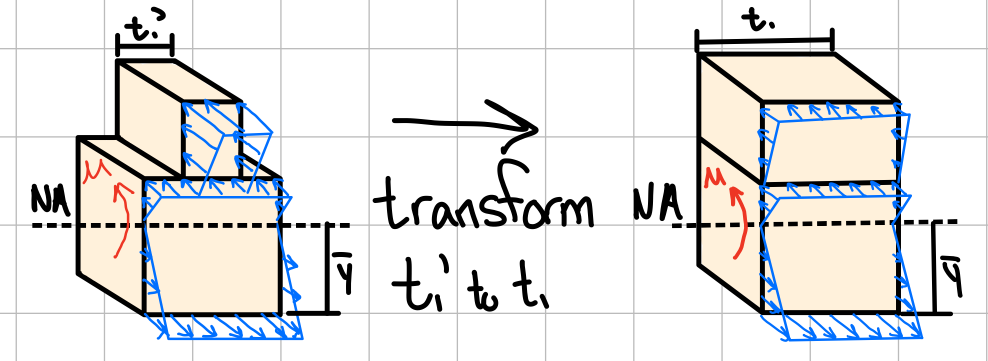 t₁'
t₁
M
NA
ȳ
transform
t₁' to t₁
M
NA
ȳ